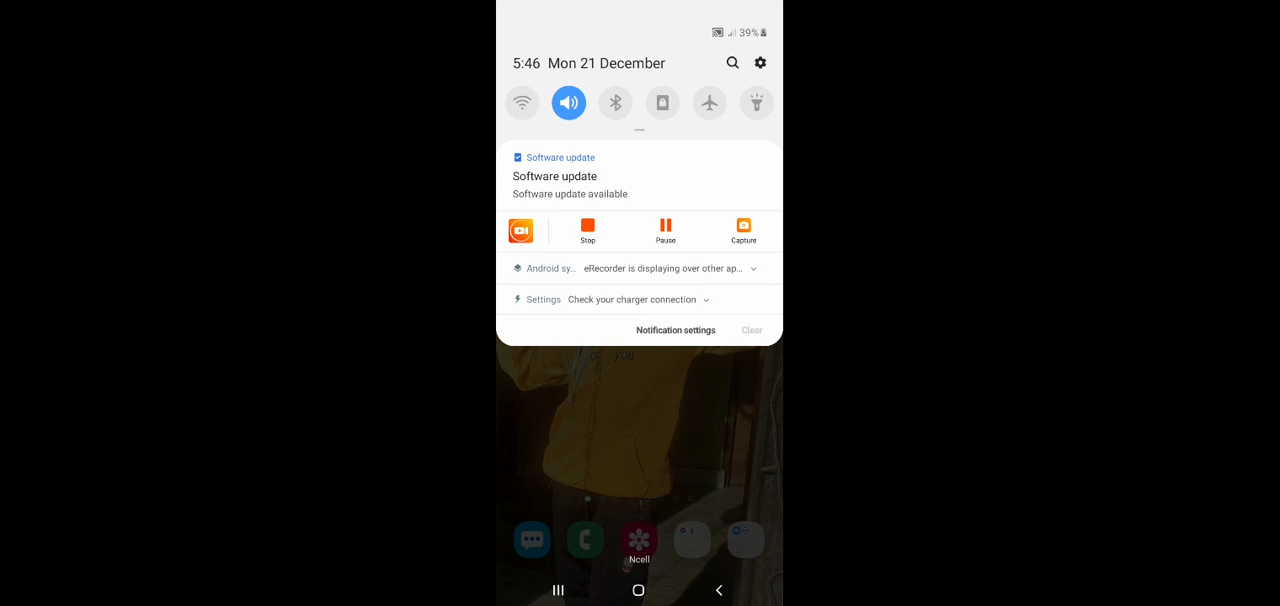 39%
5:46 Mon 21 December
Software update
Software update
Software update available
Stop Pause Capture
Android sy... eRecorder is displaying over other ap...
Settings Check your charger connection
Notification settings Clear
you
Ncell